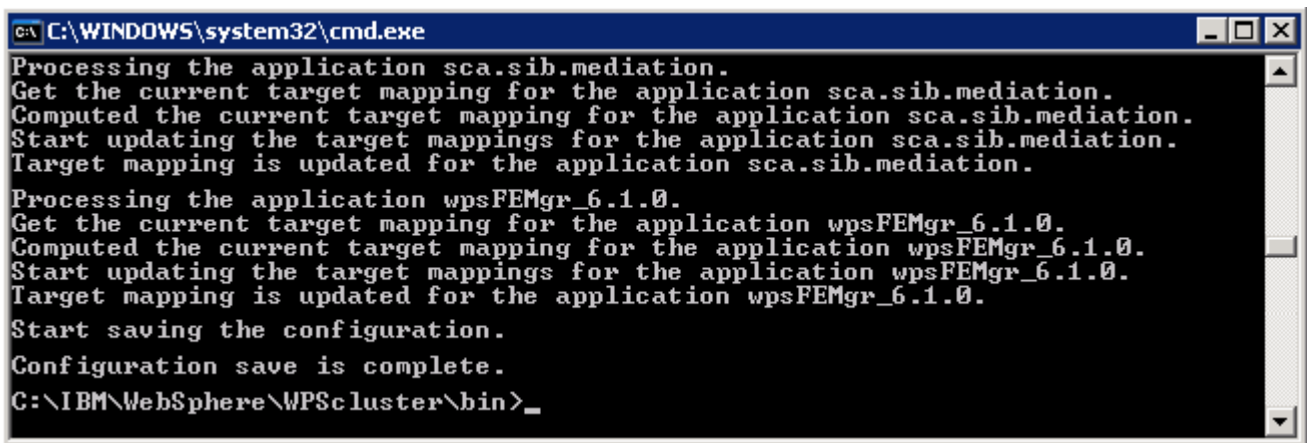 C:\WINDOWS\system32\cmd.exe
Processing the application sca.sib.mediation.
Get the current target mapping for the application sca.sib.mediation.
Computed the current target mapping for the application sca.sib.mediation.
Start updating the target mappings for the application sca.sib.mediation.
Target mapping is updated for the application sca.sib.mediation.
Processing the application wpsFEMgr_6.1.0.
Get the current target mapping for the application wpsFEMgr_6.1.0.
Computed the current target mapping for the application wpsFEMgr_6.1.0.
Start updating the target mappings for the application wpsFEMgr_6.1.0.
Target mapping is updated for the application wpsFEMgr_6.1.0.
Start saving the configuration.
Configuration save is complete.
C:\IBM\WebSphere\WPScluster\bin>_